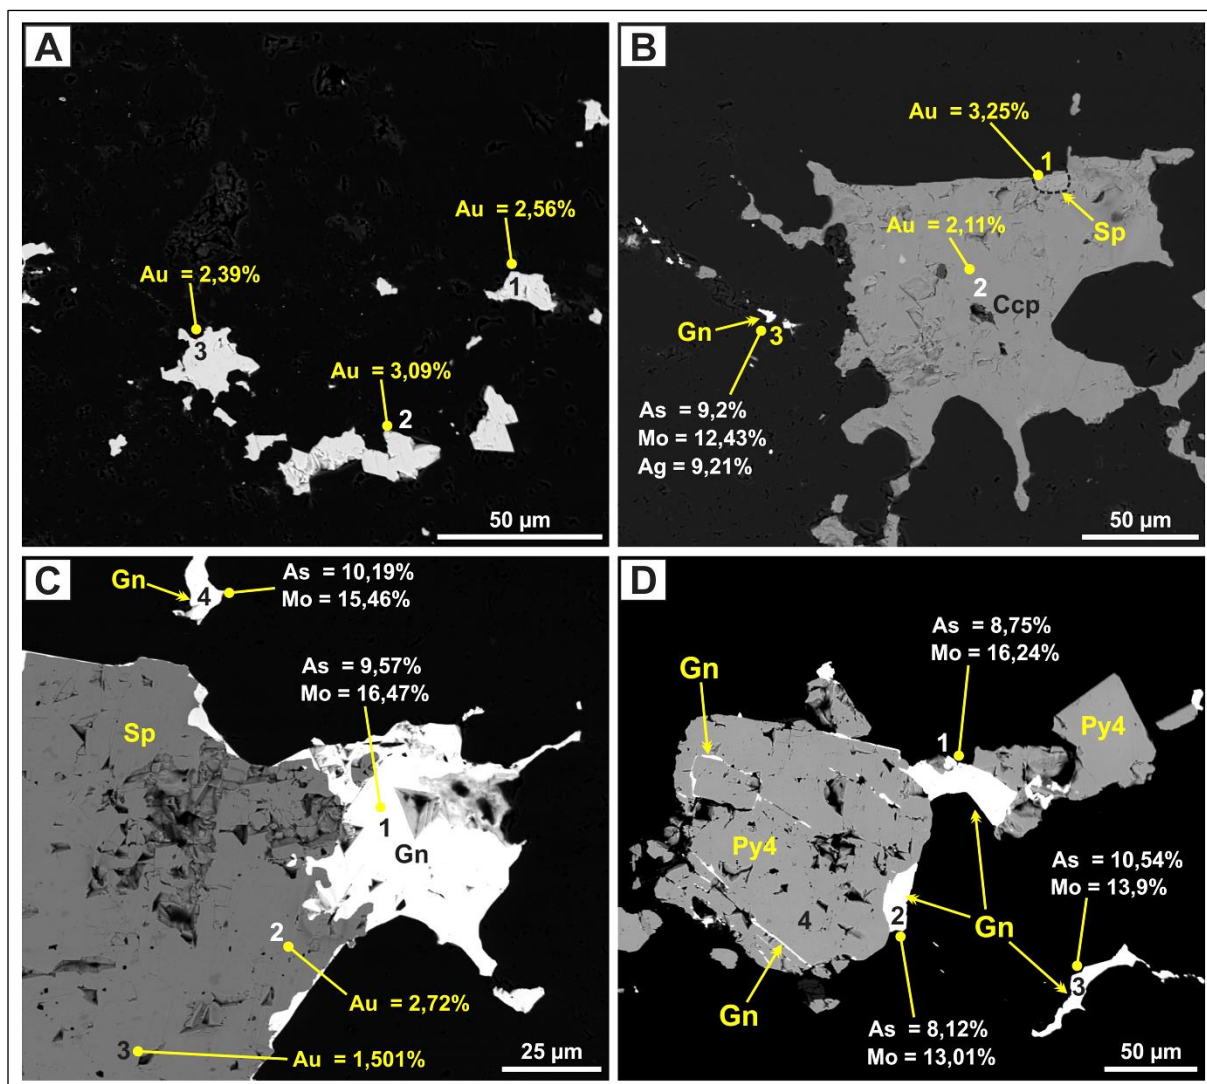 A
Au = 2,56%
1
Au = 2,39%
3
Au = 3,09%
2
50 µm
B
Au = 3,25%
1
Sp
Au = 2,11%
2
Ccp
Gn
3
As = 9,2%
Mo = 12,43%
Ag = 9,21%
50 µm
C
Gn
4
As = 10,19%
Mo = 15,46%
As = 9,57%
Mo = 16,47%
Sp
1
Gn
2
Au = 2,72%
3
Au = 1,501%
25 µm
D
As = 8,75%
Mo = 16,24%
Gn
1
Py4
Py4
As = 10,54%
Mo = 13,9%
4
2
Gn
Gn
3
As = 8,12%
Mo = 13,01%
50 µm